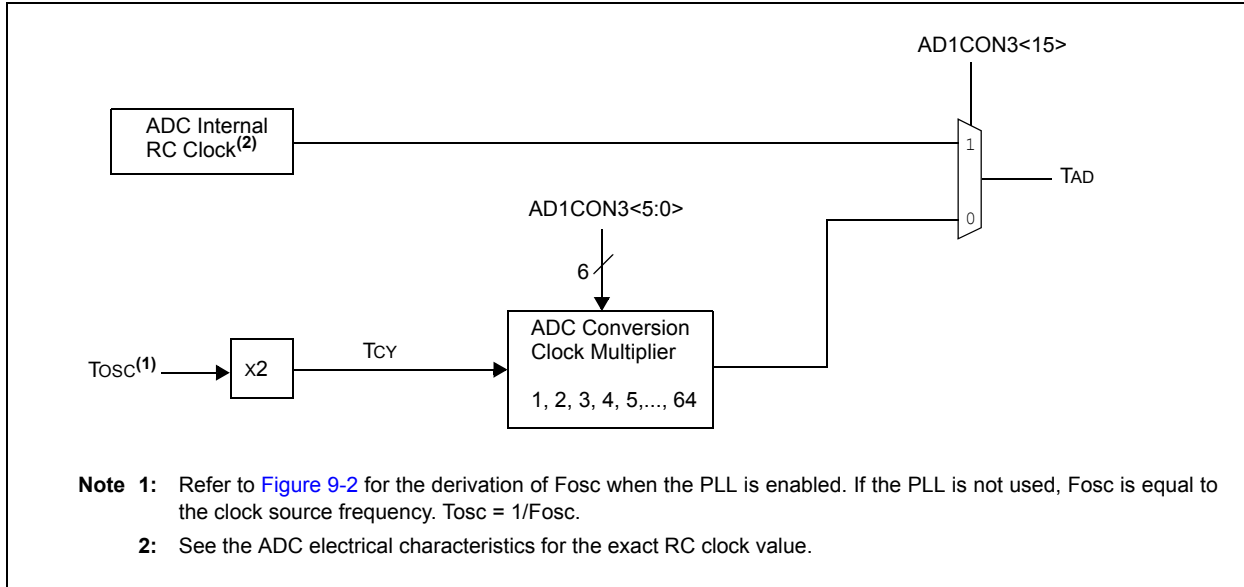 AD1CON3<15>
ADC Internal
RC Clock(2)
1
TAD
AD1CON3<5:0>
0
6
ADC Conversion
Clock Multiplier
1, 2, 3, 4, 5,..., 64
TOSC(1)
X2
TCY
Note 1: Refer to Figure 9-2 for the derivation of Fosc when the PLL is enabled. If the PLL is not used, Fosc is equal to
the clock source frequency. Tosc = 1/Fosc.
2: See the ADC electrical characteristics for the exact RC clock value.